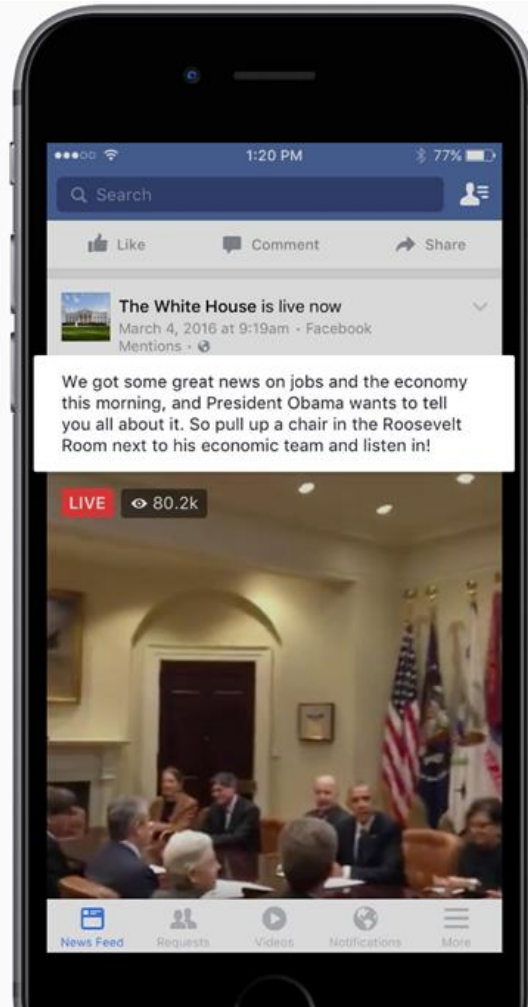 1:20 PM
77%
Search
Like Comment Share
The White House is live now
March 4, 2016 at 9:19am · Facebook
Mentions ·
We got some great news on jobs and the economy
this morning, and President Obama wants to tell
you all about it. So pull up a chair in the Roosevelt
Room next to his economic team and listen in!
LIVE 80.2k
News Feed Requests Videos Notifications More